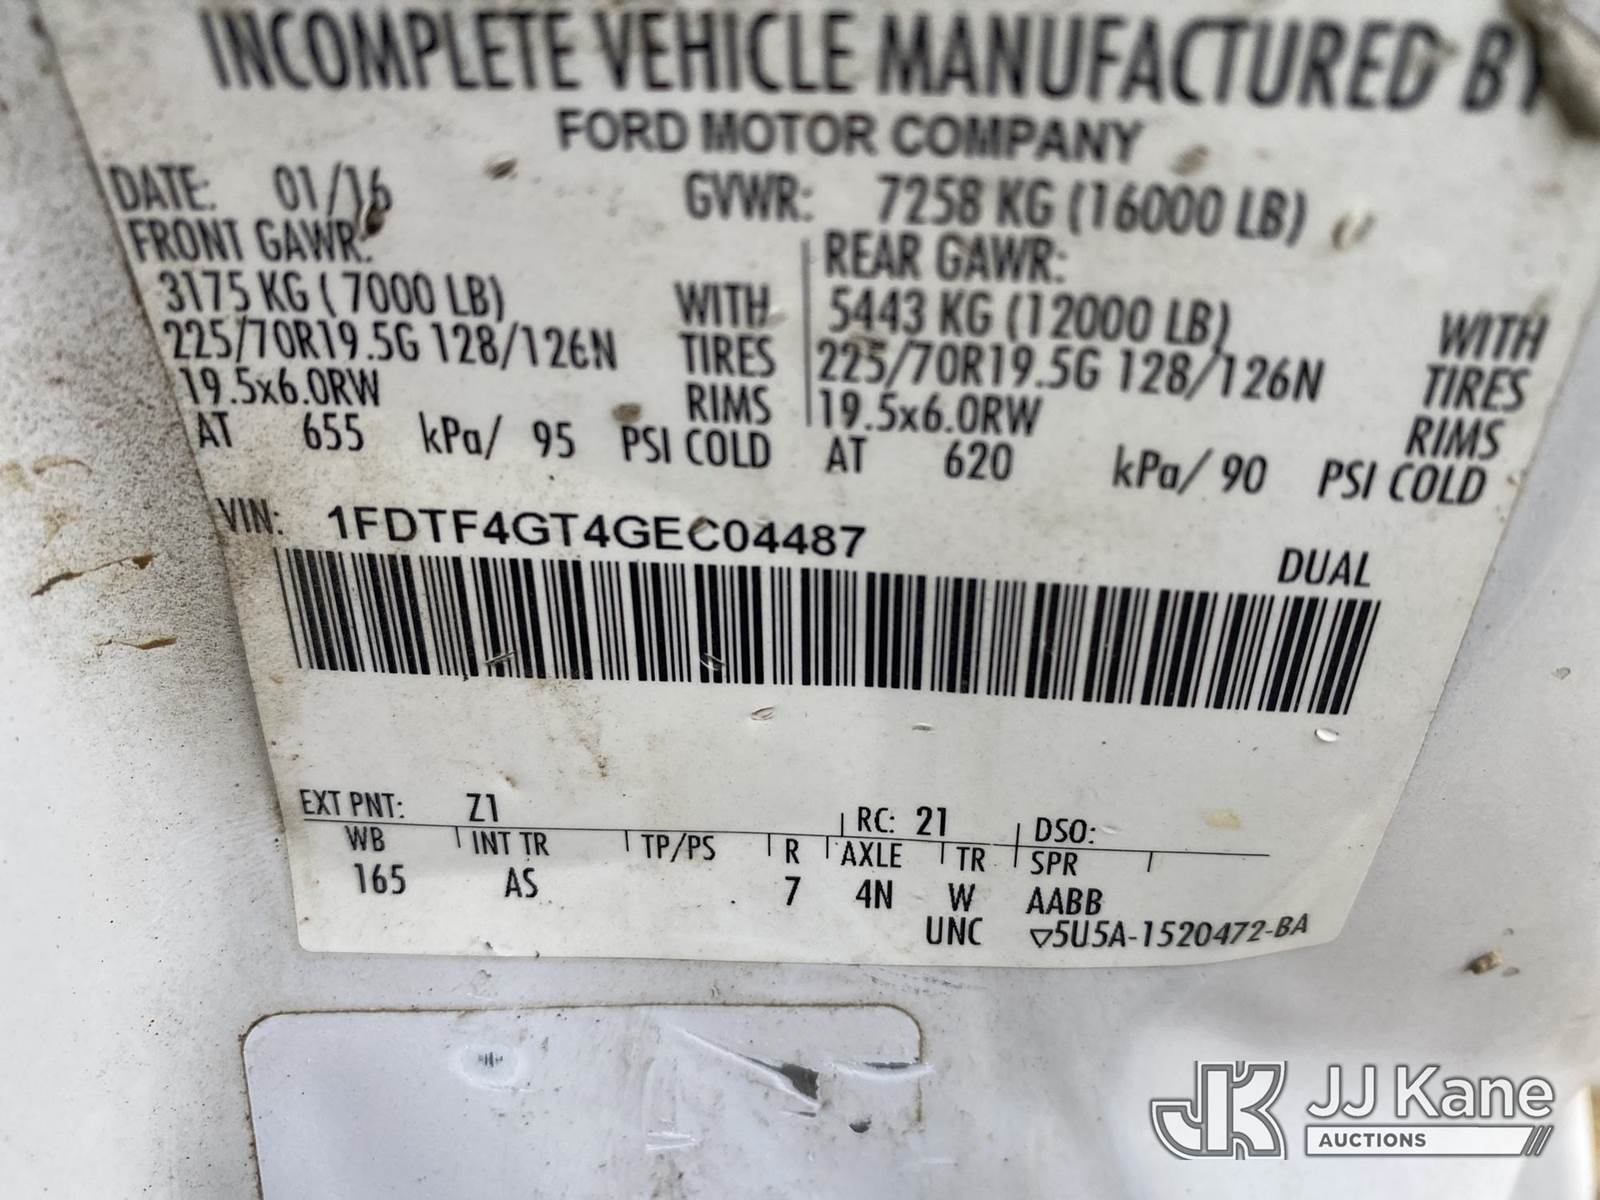 INCOMPLETE VEHICLE MANUFACTURED BY
FORD MOTOR COMPANY
DATE: 01/16 GVWR: 7258 KG (16000 LB)
FRONT GAWR: REAR GAWR:
3175 KG ( 7000 LB) WITH 5443 KG (12000 LB) WITH
225/70R19.5G 128/126N TIRES 225/70R19.5G 128/126N TIRES
19.5x6.0RW RIMS 19.5x6.0RW RIMS
AT 655 kPa/ 95 PSI COLD AT 620 kPa/ 90 PSI COLD
VIN: 1FDTF4GT4GEC04487
DUAL
EXT PNT: Z1 RC: 21 DSO:
WB INT TR TP/PS R AXLE TR SPR
165 AS 7 4N W AABB
UNC ▽5U5A-1520472-BA
JK JJ Kane
AUCTIONS